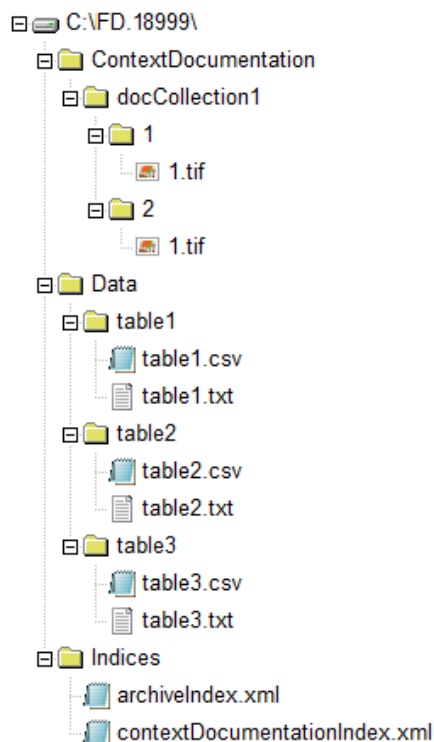 C:\FD.18999\
ContextDocumentation
docCollection1
1
1.tif
2
1.tif
Data
table1
table1.csv
table1.txt
table2
table2.csv
table2.txt
table3
table3.csv
table3.txt
Indices
archiveIndex.xml
contextDocumentationIndex.xml